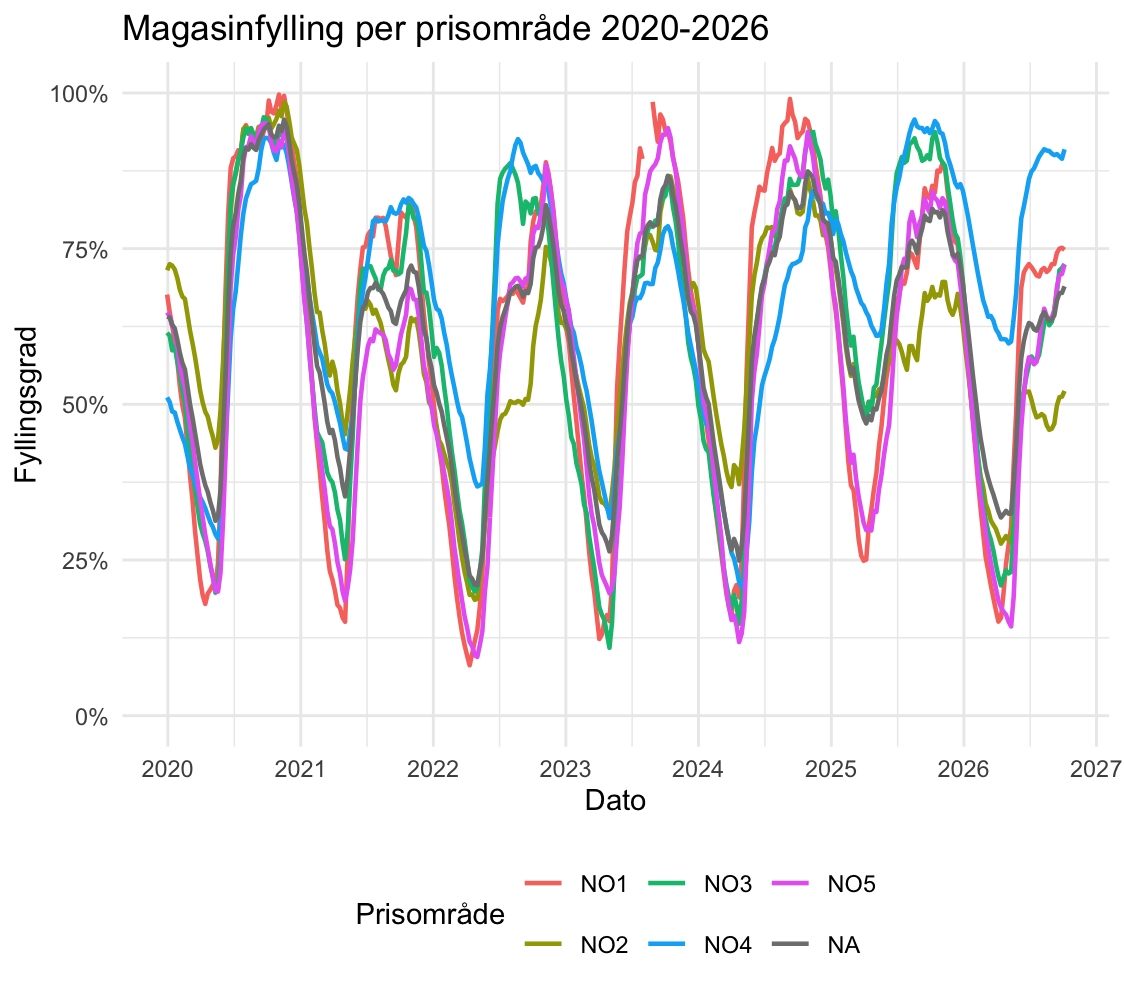 Magasinfylling per prisområde 2020-2026
Fyllingsgrad
100%
75%
50%
25%
0%
2020 2021 2022 2023 2024 2025 2026 2027
Dato
Prisområde
NO1 NO3 NO5
NO2 NO4 NA